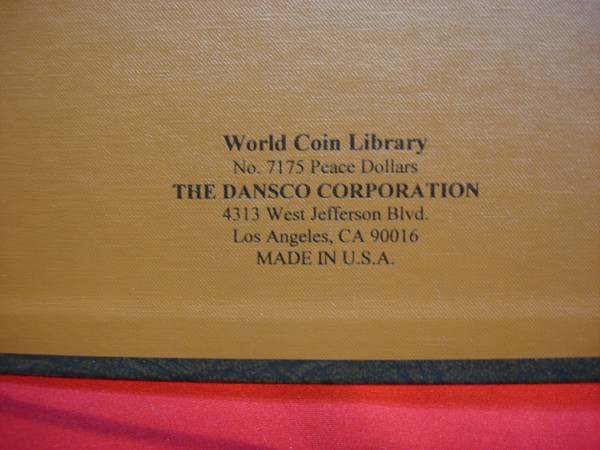 World Coin Library
No. 7175 Peace Dollars
THE DANSCO CORPORATION
4313 West Jefferson Blvd.
Los Angeles, CA 90016
MADE IN U.S.A.